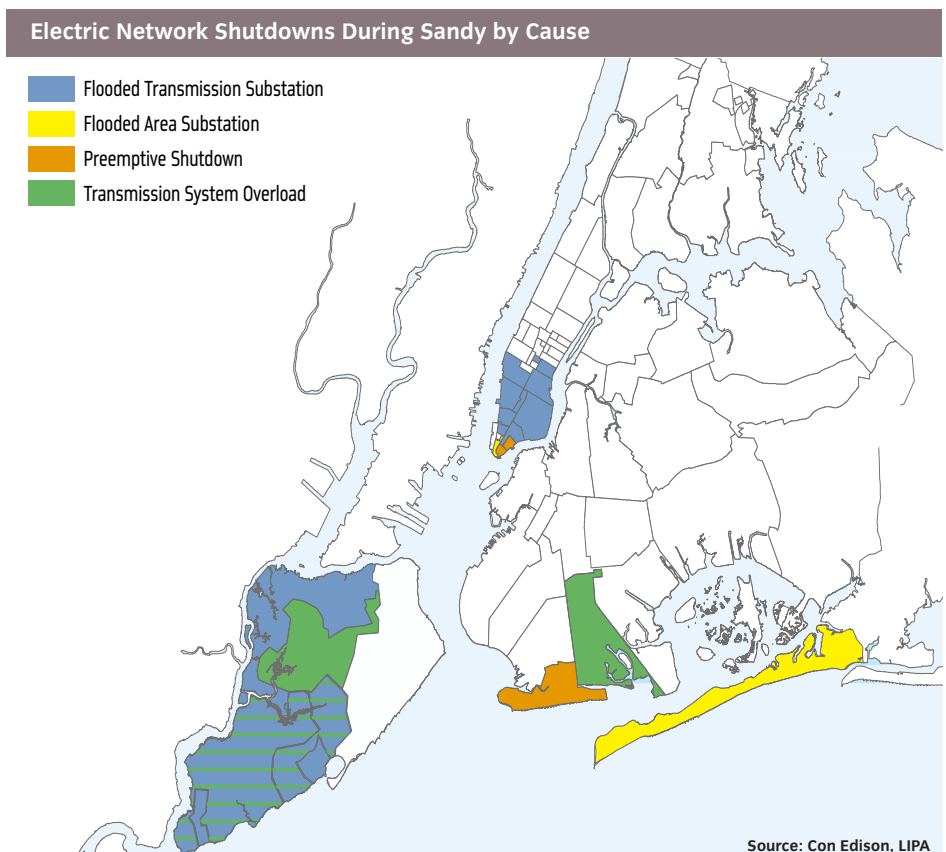 Electric Network Shutdowns During Sandy by Cause
Flooded Transmission Substation
Flooded Area Substation
Preemptive Shutdown
Transmission System Overload
Source: Con Edison, LIPA